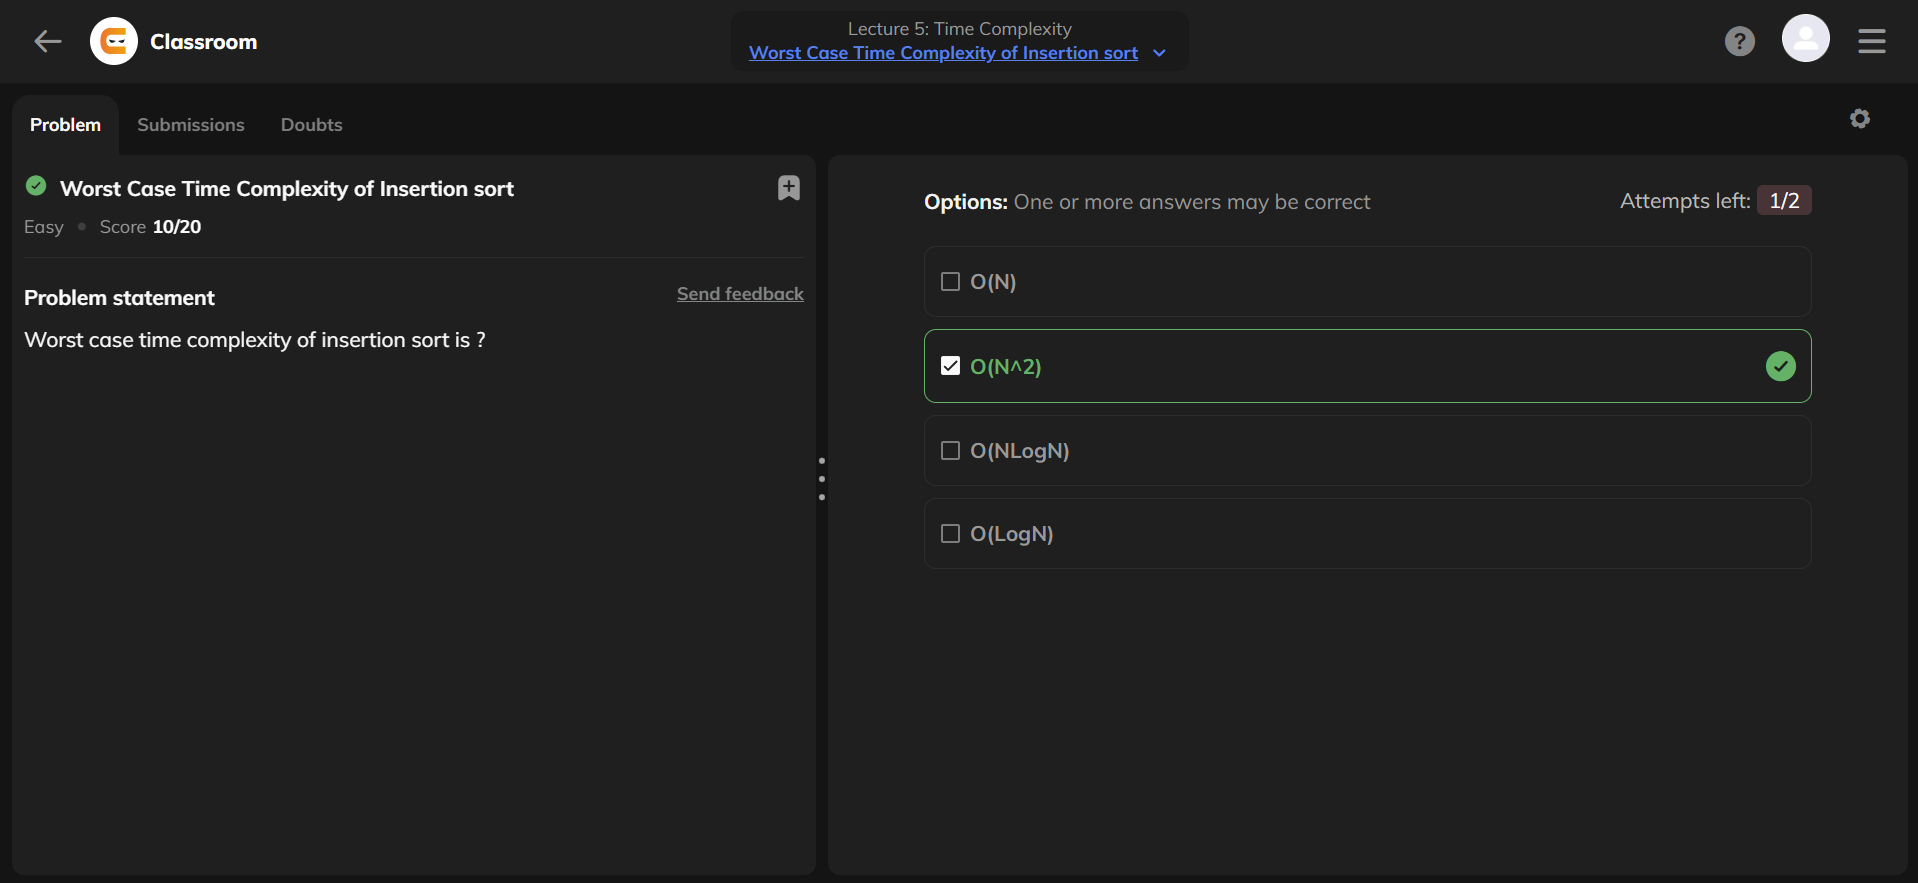 Classroom
Lecture 5: Time Complexity
Worst Case Time Complexity of Insertion sort
?
Problem
Submissions
Doubts
Worst Case Time Complexity of Insertion sort
Easy
Score 10/20
Problem statement
Send feedback
Worst case time complexity of insertion sort is ?
Options: One or more answers may be correct
Attempts left: 1/2
O(N)
O(N^2)
O(NLogN)
O(LogN)